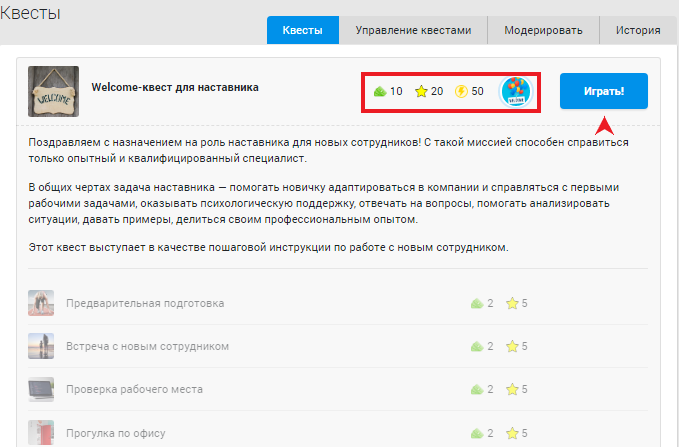 Квесты
Квесты Управление квестами Модерировать История
WELCOME Welcome-квест для наставника 10 20 50 Играть!
Поздравляем с назначением на роль наставника для новых сотрудников! С такой миссией способен справиться
только опытный и квалифицированный специалист.
В общих чертах задача наставника — помогать новичку адаптироваться в компании и справляться с первыми
рабочими задачами, оказывать психологическую поддержку, отвечать на вопросы, помогать анализировать
ситуации, давать примеры, делиться своим профессиональным опытом.
Этот квест выступает в качестве пошаговой инструкции по работе с новым сотрудником.
Предварительная подготовка 2 5
Встреча с новым сотрудником 2 5
Проверка рабочего места 2 5
Прогулка по офису 2 5